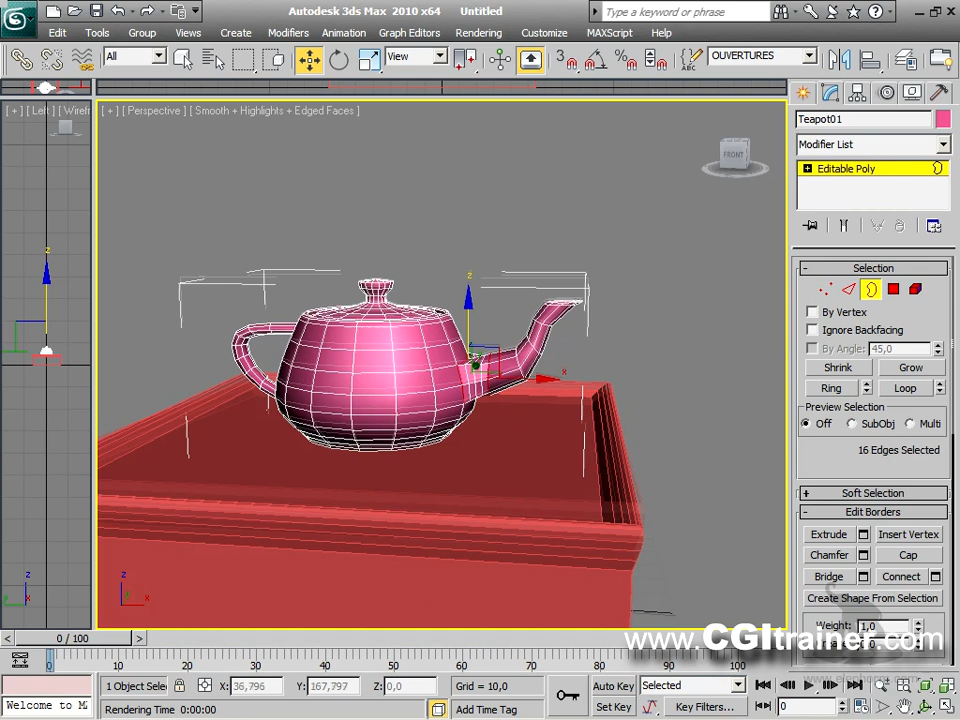 Autodesk 3ds Max 2010 x64 Untitled
Type a keyword or phrase
Edit Tools Group Views Create Modifiers Animation Graph Editors Rendering Customize MAXScript Help
All View 3 ABC OUVERTURES
[ + ] [ Left ] [ Wirefr
[ + ] [ Perspective ] [ Smooth + Highlights + Edged Faces ]
FRONT
Teapot01
Modifier List
Editable Poly
Selection
By Vertex
Ignore Backfacing
By Angle: 45,0
Shrink Grow
Ring Loop
Preview Selection
Off SubObj Multi
16 Edges Selected
Soft Selection
Edit Borders
Extrude Insert Vertex
Chamfer Cap
Bridge Connect
Create Shape From Selection
Weight: 1,0
z
z
x
z
y x
z
x
www.CGItrainer.com
0 / 100
0 10 20 30 40 50 60 70 80 90 100
1 Object Selec X: 36,796 Y: 167,797 Z: 0,0 Grid = 10,0 Auto Key Selected
Welcome to M Rendering Time 0:00:00 Add Time Tag Set Key Key Filters... 0